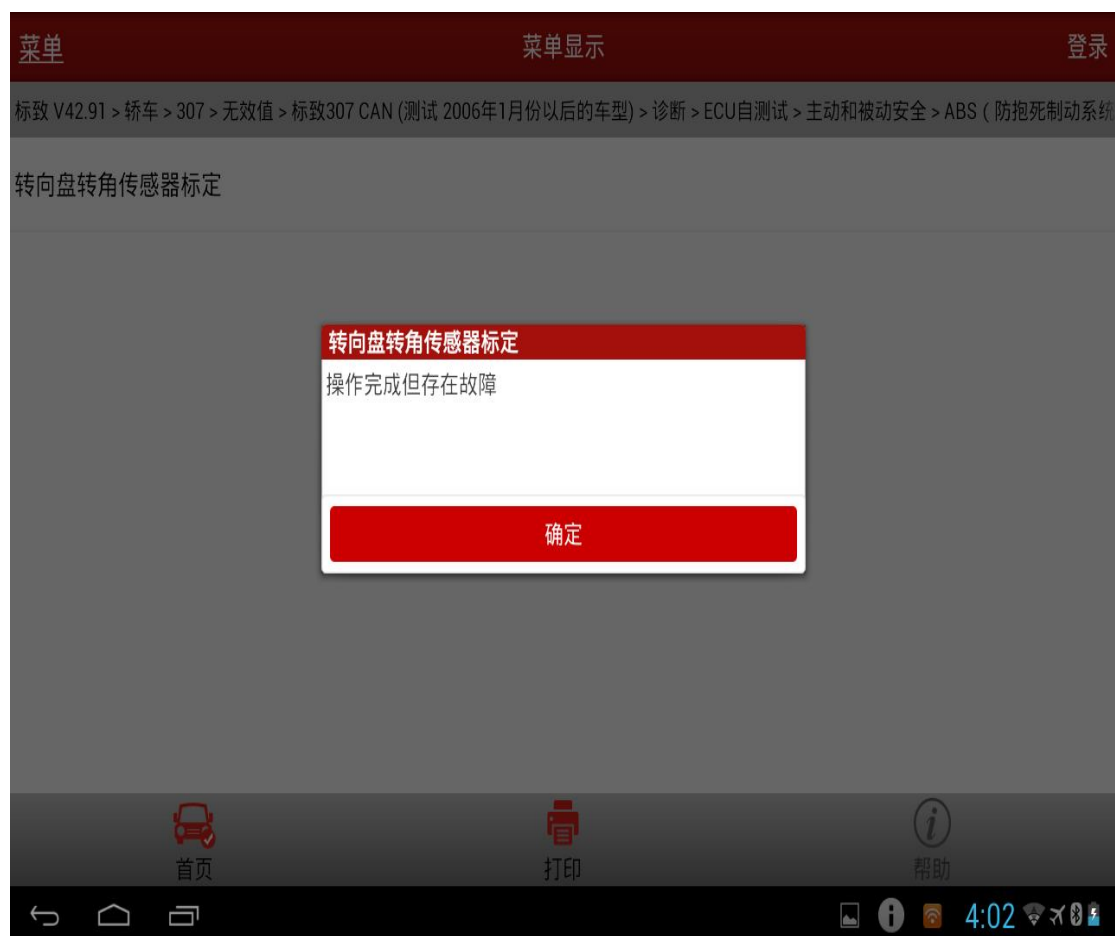 菜单 菜单显示 登录
标致 V42.91 > 轿车 > 307 > 无效值 > 标致307 CAN (测试 2006年1月份以后的车型) > 诊断 > ECU自测试 > 主动和被动安全 > ABS ( 防抱死制动系统
转向盘转角传感器标定
转向盘转角传感器标定
操作完成但存在故障
确定
首页 打印 帮助
4:02